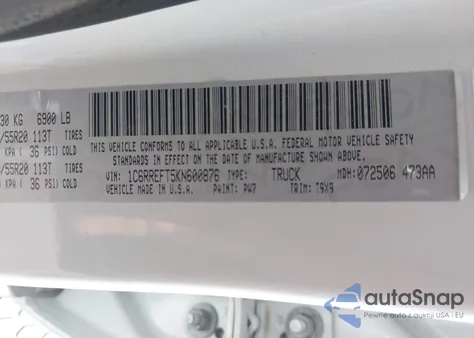 30 KG 6900 LB
/55R20 113T TIRES
KPA ( 36 PSI) COLD
/55R20 113T TIRES
KPA ( 36 PSI) COLD
THIS VEHICLE CONFORMS TO ALL APPLICABLE U.S.A. FEDERAL MOTOR VEHICLE SAFETY
STANDARDS IN EFFECT ON THE DATE OF MANUFACTURE SHOWN ABOVE.
VIN: 1C6RREFT5KN600876 TYPE: TRUCK MDH: 072506 473AA
MADE IN U.S.A. PAINT: PW7 TRIM: T9X9
autaSnap
Pewne auta z aukcji USA i EU